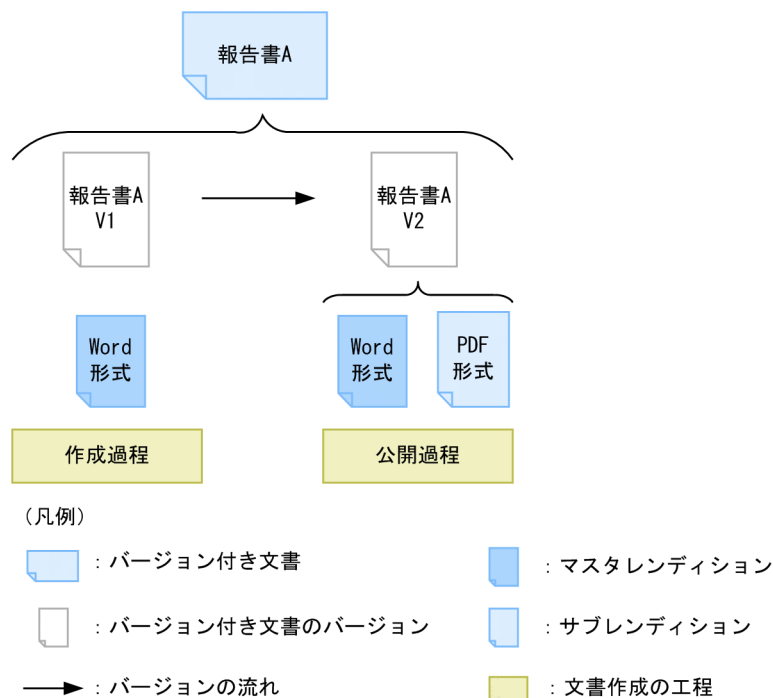 報告書A
報告書A
V1
報告書A
V2
Word
形式
Word
形式
PDF
形式
作成過程
公開過程
(凡例)
：バージョン付き文書
：マスタレンディション
：バージョン付き文書のバージョン
：サブレンディション
：バージョンの流れ
：文書作成の工程